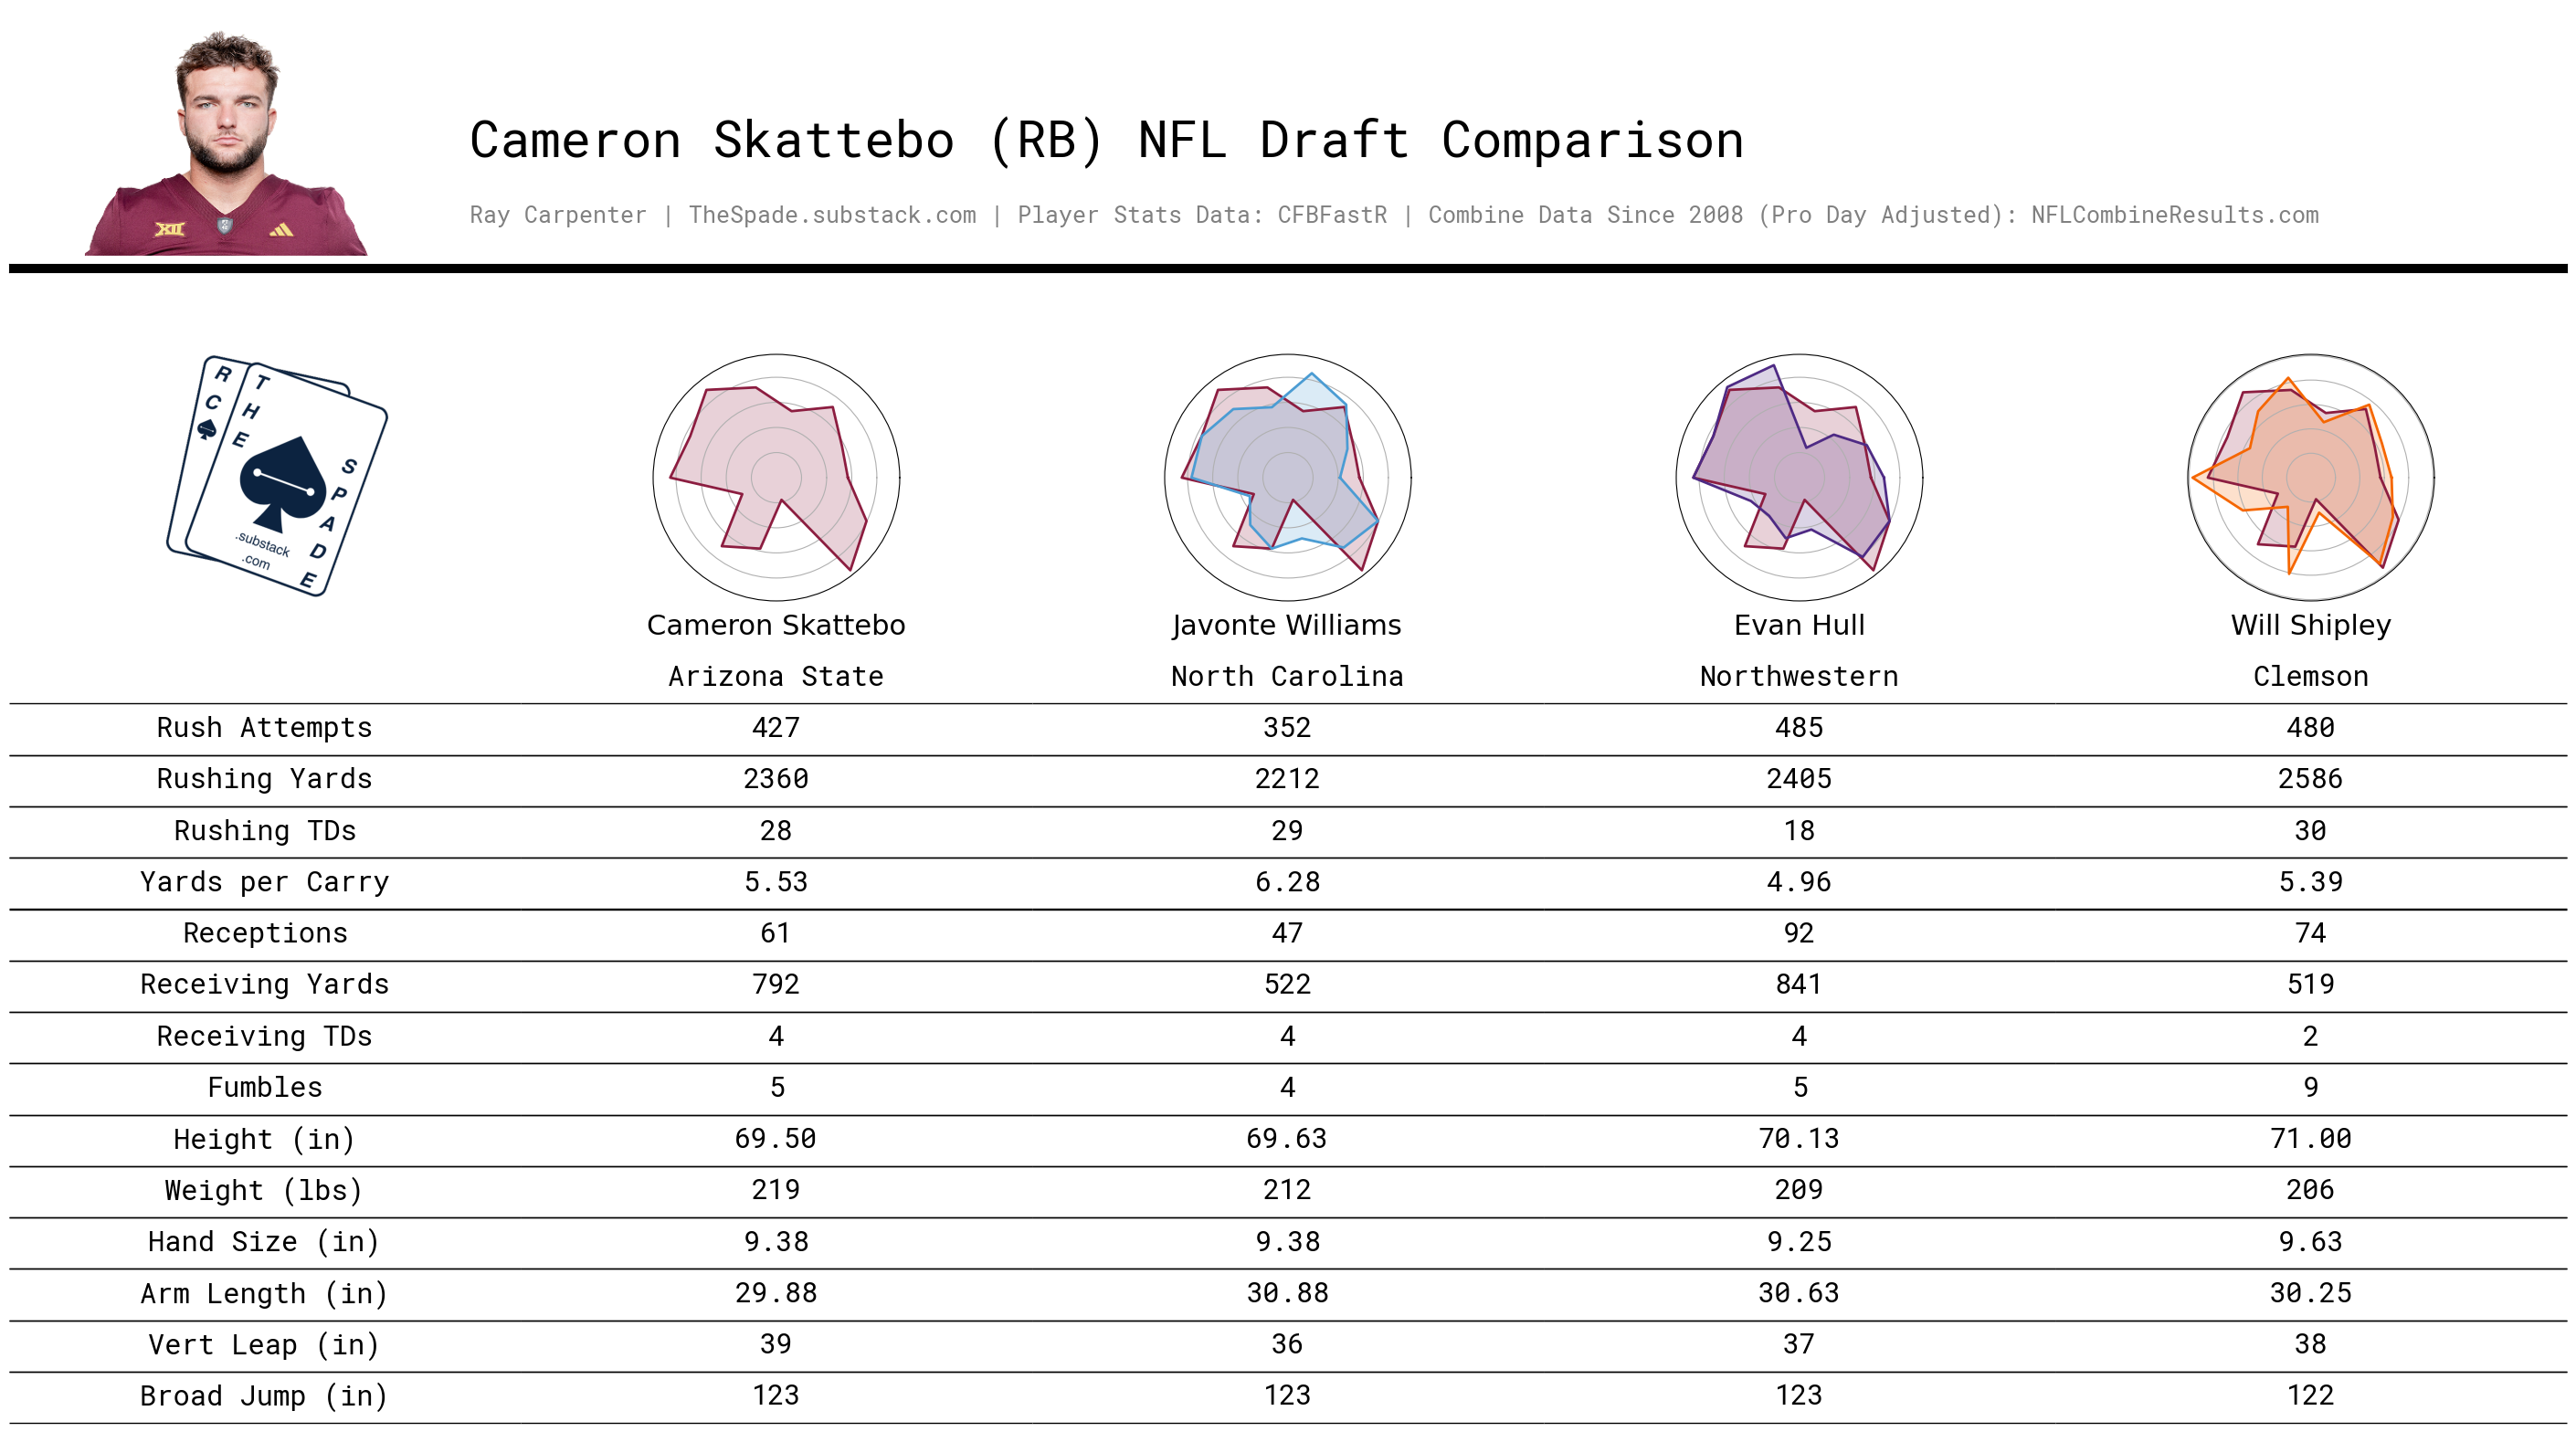 Cameron Skattebo (RB) NFL Draft Comparison
Ray Carpenter | TheSpade.substack.com | Player Stats Data: CFBFastR | Combine Data Since 2008 (Pro Day Adjusted): NFLCombineResults.com
XII
R C
T H E
S P A D E
.substack
.com
Cameron Skattebo Javonte Williams Evan Hull Will Shipley
Arizona State North Carolina Northwestern Clemson
Rush Attempts 427 352 485 480
Rushing Yards 2360 2212 2405 2586
Rushing TDs 28 29 18 30
Yards per Carry 5.53 6.28 4.96 5.39
Receptions 61 47 92 74
Receiving Yards 792 522 841 519
Receiving TDs 4 4 4 2
Fumbles 5 4 5 9
Height (in) 69.50 69.63 70.13 71.00
Weight (lbs) 219 212 209 206
Hand Size (in) 9.38 9.38 9.25 9.63
Arm Length (in) 29.88 30.88 30.63 30.25
Vert Leap (in) 39 36 37 38
Broad Jump (in) 123 123 123 122